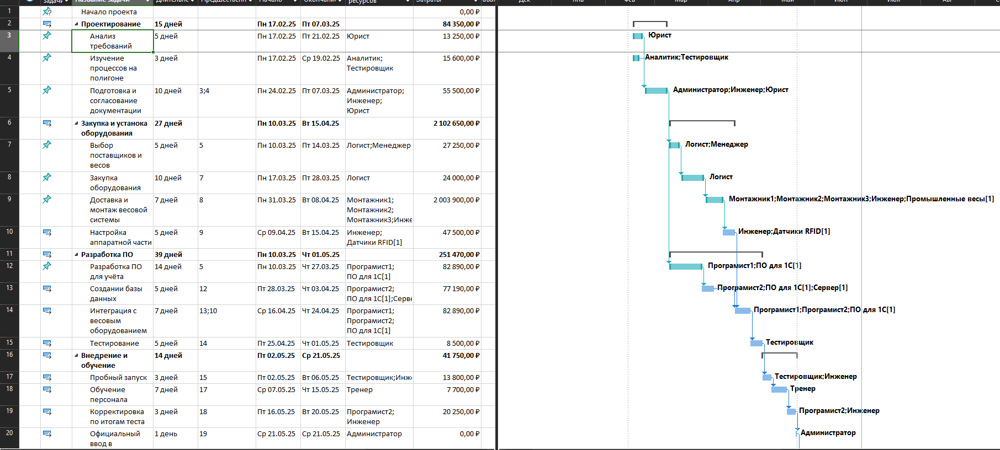 задачи Название задачи Длительность Предшественники Начало Окончание ресурсов Затраты Дек Янв Фев Мар Апр Май Июн Июл Авг
1 Начало проекта 0,00 ₽
2 Проектирование 15 дней Пн 17.02.25 Пт 07.03.25 84 350,00 ₽
3 Анализ 5 дней Пн 17.02.25 Пт 21.02.25 Юрист 13 250,00 ₽ Юрист
требований
4 Изучение 3 дней Пн 17.02.25 Ср 19.02.25 Аналитик; 15 600,00 ₽ Аналитик;Тестировщик
процессов на Тестировщик
полигоне
5 Подготовка и 10 дней 3;4 Пн 24.02.25 Пт 07.03.25 Администратор; 55 500,00 ₽ Администратор;Инженер;Юрист
согласование Инженер;
документации Юрист
6 Закупка и устанока 27 дней Пн 10.03.25 Вт 15.04.25 2 102 650,00 ₽
оборудования
7 Выбор 5 дней 5 Пн 10.03.25 Пт 14.03.25 Логист;Менеджер 27 250,00 ₽ Логист;Менеджер
поставщиков и
весов
8 Закупка 10 дней 7 Пн 17.03.25 Пт 28.03.25 Логист 24 000,00 ₽ Логист
оборудования
9 Доставка и 7 дней 8 Пн 31.03.25 Вт 08.04.25 Монтажник1; 2 003 900,00 ₽ Монтажник1;Монтажник2;Монтажник3;Инженер;Промышленные весы[1]
монтаж весовой Монтажник2;
системы Монтажник3;Инже
10 Настройка 5 дней 9 Ср 09.04.25 Вт 15.04.25 Инженер; 47 500,00 ₽ Инженер;Датчики RFID[1]
аппаратной части Датчики RFID[1]
11 Разработка ПО 39 дней Пн 10.03.25 Чт 01.05.25 251 470,00 ₽
12 Разработка ПО 14 дней 5 Пн 10.03.25 Чт 27.03.25 Програмист1; 82 890,00 ₽ Програмист1;ПО для 1С[1]
для учёта ПО для 1С[1]
13 Создании базы 5 дней 12 Пт 28.03.25 Чт 03.04.25 Програмист2; 77 190,00 ₽ Програмист2;ПО для 1С[1];Сервер[1]
данных ПО для 1С[1];Серве
14 Интеграция с 7 дней 13;10 Ср 16.04.25 Чт 24.04.25 Програмист1; 82 890,00 ₽ Програмист1;Програмист2;ПО для 1С[1]
весовым Програмист2;
оборудованием ПО для 1С[1]
15 Тестирование 5 дней 14 Пт 25.04.25 Чт 01.05.25 Тестировщик 8 500,00 ₽ Тестировщик
16 Внедрение и 14 дней Пт 02.05.25 Ср 21.05.25 41 750,00 ₽
обучение
17 Пробный запуск 3 дней 15 Пт 02.05.25 Вт 06.05.25 Тестировщик;Инже 13 800,00 ₽ Тестировщик;Инженер
18 Обучение 7 дней 17 Ср 07.05.25 Чт 15.05.25 Тренер 7 700,00 ₽ Тренер
персонала
19 Корректировка 3 дней 18 Пт 16.05.25 Вт 20.05.25 Програмист2; 20 250,00 ₽ Програмист2;Инженер
по итогам теста Инженер
20 Официальный 1 день 19 Ср 21.05.25 Ср 21.05.25 Администратор 0,00 ₽ Администратор
ввод в